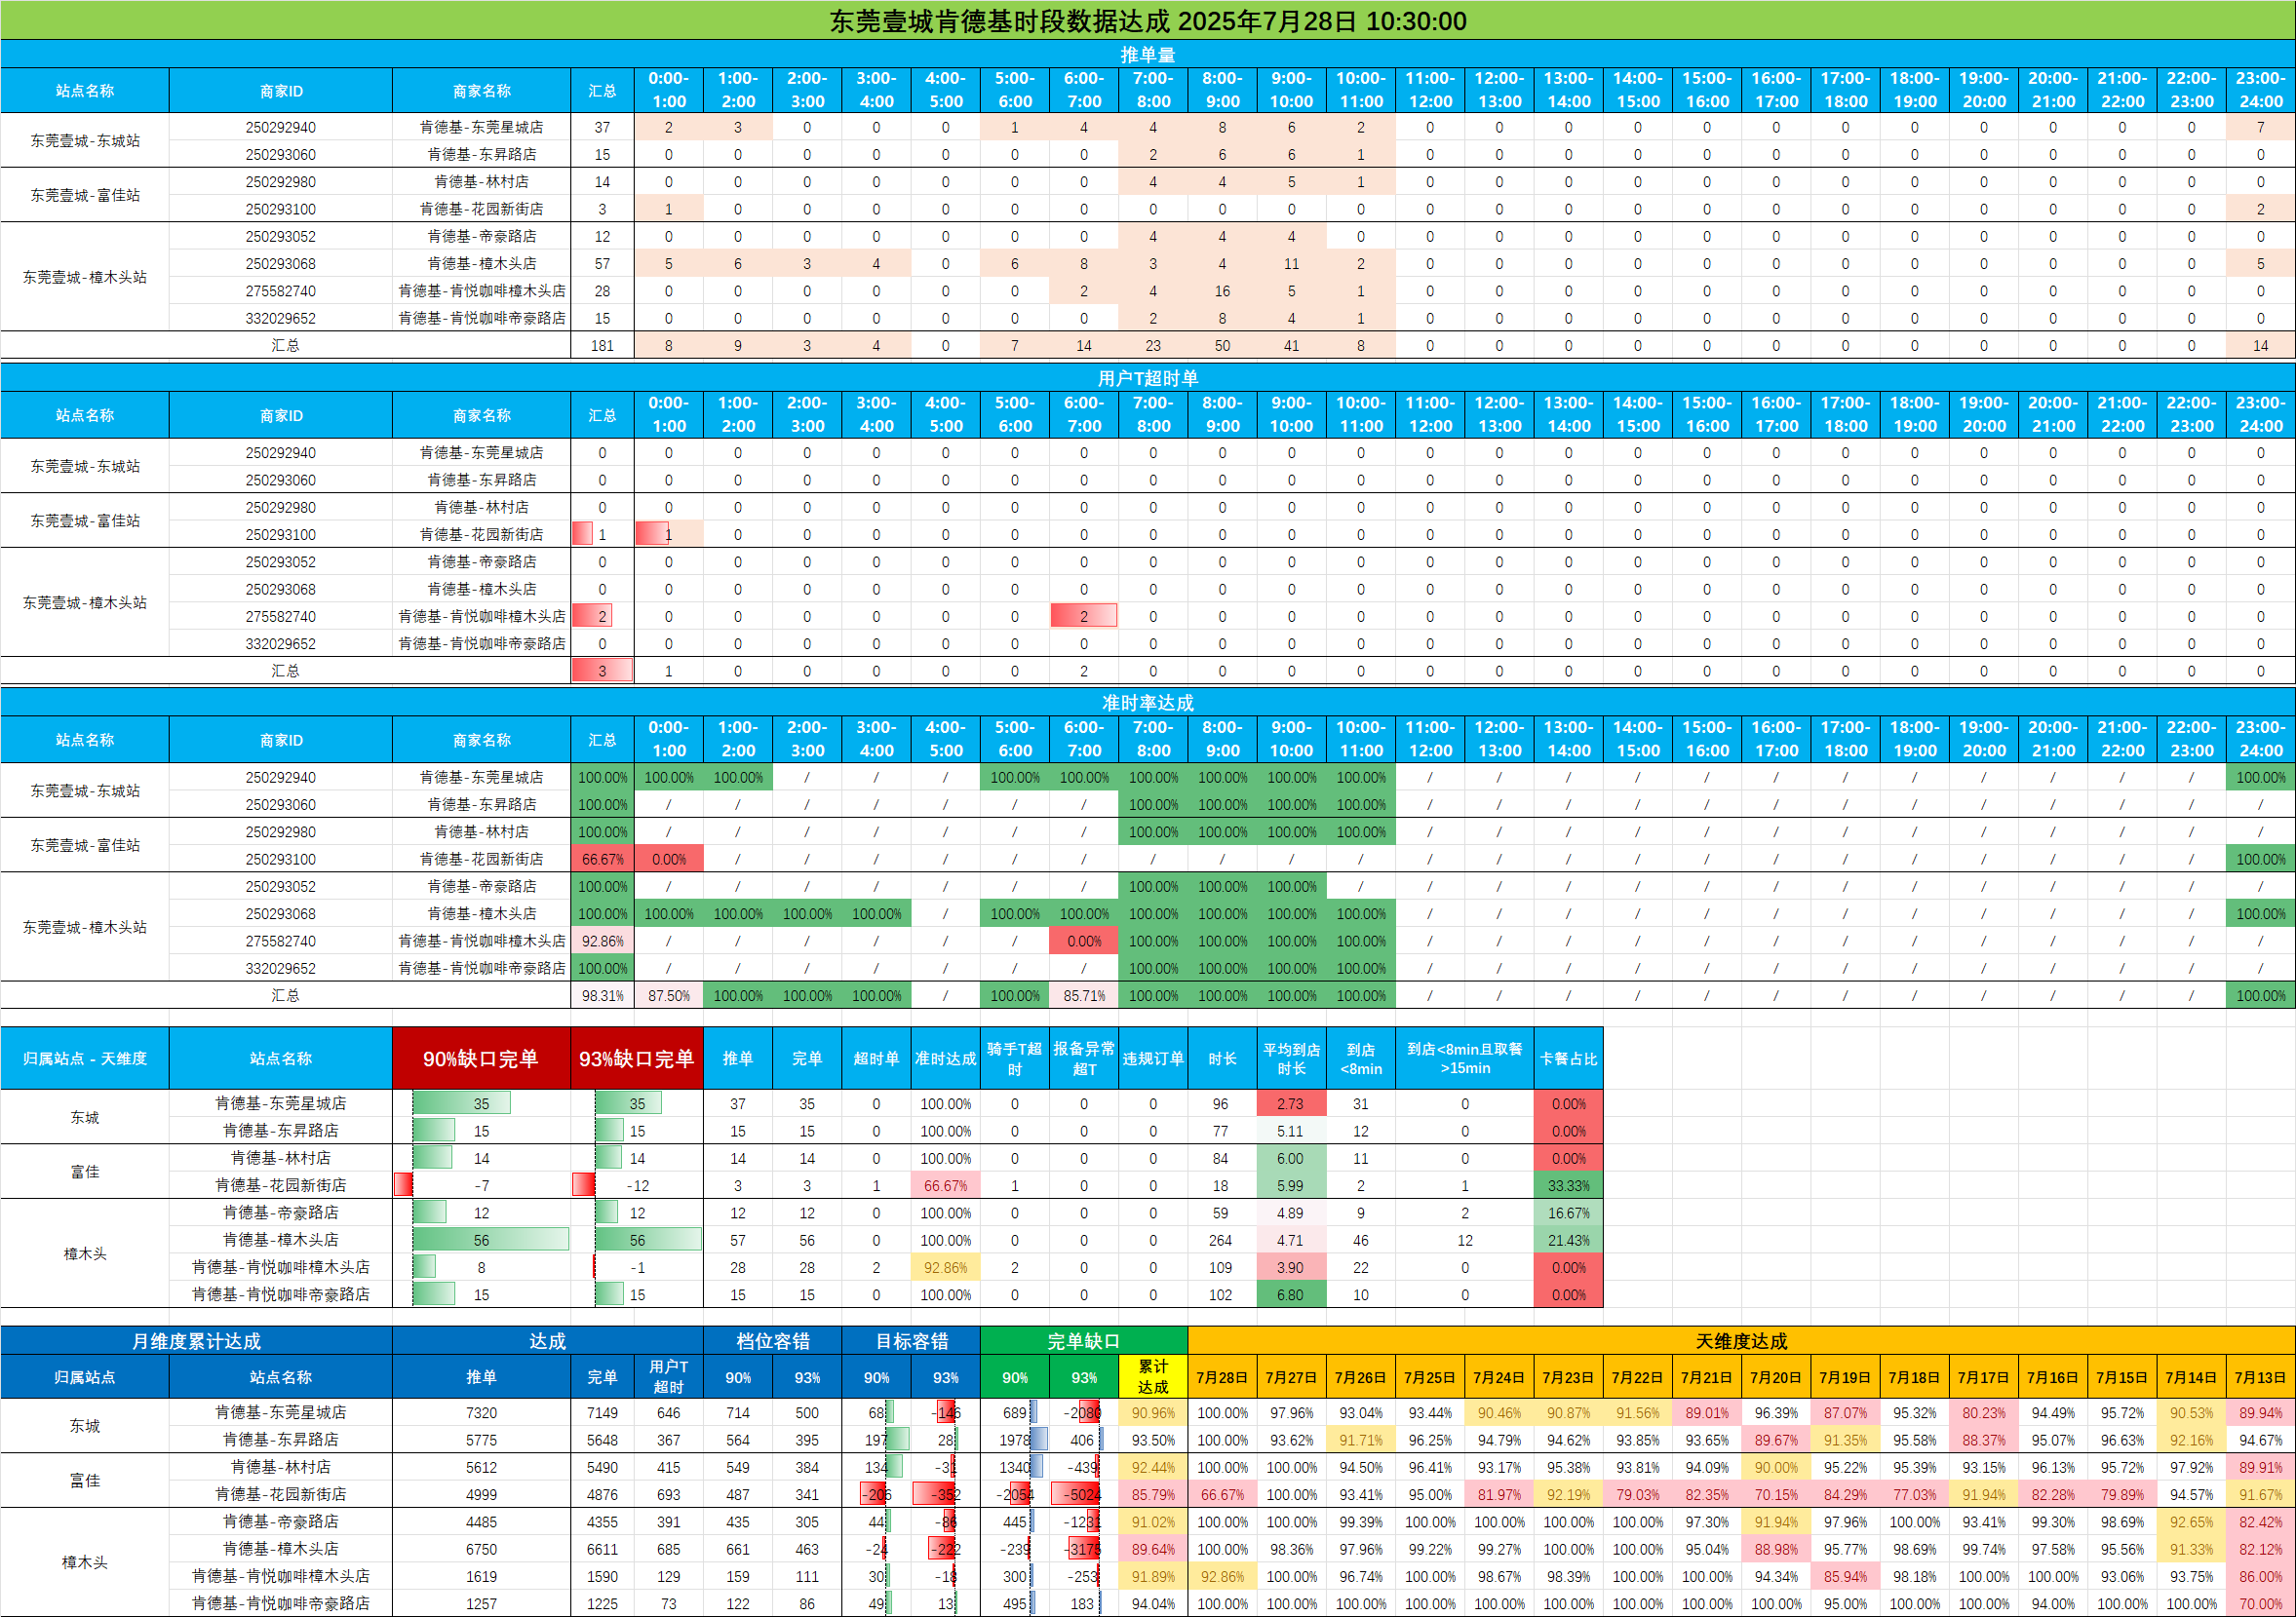 东莞壹城肯德基时段数据达成 2025年7月28日 10:30:00
推单量
站点名称 商家ID 商家名称 汇总 0:00-1:00 1:00-2:00 2:00-3:00 3:00-4:00 4:00-5:00 5:00-6:00 6:00-7:00 7:00-8:00 8:00-9:00 9:00-10:00 10:00-11:00 11:00-12:00 12:00-13:00 13:00-14:00 14:00-15:00 15:00-16:00 16:00-17:00 17:00-18:00 18:00-19:00 19:00-20:00 20:00-21:00 21:00-22:00 22:00-23:00 23:00-24:00
东莞壹城-东城站 250292940 肯德基-东莞星城店 37 2 3 0 0 0 1 4 4 8 6 2 0 0 0 0 0 0 0 0 0 0 0 0 7
250293060 肯德基-东昇路店 15 0 0 0 0 0 0 0 2 6 6 1 0 0 0 0 0 0 0 0 0 0 0 0 0
东莞壹城-富佳站 250292980 肯德基-林村店 14 0 0 0 0 0 0 0 4 4 5 1 0 0 0 0 0 0 0 0 0 0 0 0 0
250293100 肯德基-花园新街店 3 1 0 0 0 0 0 0 0 0 0 0 0 0 0 0 0 0 0 0 0 0 0 0 2
东莞壹城-樟木头站 250293052 肯德基-帝豪路店 12 0 0 0 0 0 0 0 4 4 4 0 0 0 0 0 0 0 0 0 0 0 0 0 0
250293068 肯德基-樟木头店 57 5 6 3 4 0 6 8 3 4 11 2 0 0 0 0 0 0 0 0 0 0 0 0 5
275582740 肯德基-肯悦咖啡樟木头店 28 0 0 0 0 0 0 2 4 16 5 1 0 0 0 0 0 0 0 0 0 0 0 0 0
332029652 肯德基-肯悦咖啡帝豪路店 15 0 0 0 0 0 0 0 2 8 4 1 0 0 0 0 0 0 0 0 0 0 0 0 0
汇总 181 8 9 3 4 0 7 14 23 50 41 8 0 0 0 0 0 0 0 0 0 0 0 0 14
用户T超时单
站点名称 商家ID 商家名称 汇总 0:00-1:00 1:00-2:00 2:00-3:00 3:00-4:00 4:00-5:00 5:00-6:00 6:00-7:00 7:00-8:00 8:00-9:00 9:00-10:00 10:00-11:00 11:00-12:00 12:00-13:00 13:00-14:00 14:00-15:00 15:00-16:00 16:00-17:00 17:00-18:00 18:00-19:00 19:00-20:00 20:00-21:00 21:00-22:00 22:00-23:00 23:00-24:00
东莞壹城-东城站 250292940 肯德基-东莞星城店 0 0 0 0 0 0 0 0 0 0 0 0 0 0 0 0 0 0 0 0 0 0 0 0 0
250293060 肯德基-东昇路店 0 0 0 0 0 0 0 0 0 0 0 0 0 0 0 0 0 0 0 0 0 0 0 0 0
东莞壹城-富佳站 250292980 肯德基-林村店 0 0 0 0 0 0 0 0 0 0 0 0 0 0 0 0 0 0 0 0 0 0 0 0 0
250293100 肯德基-花园新街店 1 1 0 0 0 0 0 0 0 0 0 0 0 0 0 0 0 0 0 0 0 0 0 0 0
东莞壹城-樟木头站 250293052 肯德基-帝豪路店 0 0 0 0 0 0 0 0 0 0 0 0 0 0 0 0 0 0 0 0 0 0 0 0 0
250293068 肯德基-樟木头店 0 0 0 0 0 0 0 0 0 0 0 0 0 0 0 0 0 0 0 0 0 0 0 0 0
275582740 肯德基-肯悦咖啡樟木头店 2 0 0 0 0 0 0 2 0 0 0 0 0 0 0 0 0 0 0 0 0 0 0 0 0
332029652 肯德基-肯悦咖啡帝豪路店 0 0 0 0 0 0 0 0 0 0 0 0 0 0 0 0 0 0 0 0 0 0 0 0 0
汇总 3 1 0 0 0 0 0 2 0 0 0 0 0 0 0 0 0 0 0 0 0 0 0 0 0
准时率达成
站点名称 商家ID 商家名称 汇总 0:00-1:00 1:00-2:00 2:00-3:00 3:00-4:00 4:00-5:00 5:00-6:00 6:00-7:00 7:00-8:00 8:00-9:00 9:00-10:00 10:00-11:00 11:00-12:00 12:00-13:00 13:00-14:00 14:00-15:00 15:00-16:00 16:00-17:00 17:00-18:00 18:00-19:00 19:00-20:00 20:00-21:00 21:00-22:00 22:00-23:00 23:00-24:00
东莞壹城-东城站 250292940 肯德基-东莞星城店 100.00% 100.00% 100.00% / / / 100.00% 100.00% 100.00% 100.00% 100.00% 100.00% / / / / / / / / / / / / 100.00%
250293060 肯德基-东昇路店 100.00% / / / / / / / 100.00% 100.00% 100.00% 100.00% / / / / / / / / / / / / /
东莞壹城-富佳站 250292980 肯德基-林村店 100.00% / / / / / / / 100.00% 100.00% 100.00% 100.00% / / / / / / / / / / / / /
250293100 肯德基-花园新街店 66.67% 0.00% / / / / / / / / / / / / / / / / / / / / / / 100.00%
东莞壹城-樟木头站 250293052 肯德基-帝豪路店 100.00% / / / / / / / 100.00% 100.00% 100.00% / / / / / / / / / / / / / /
250293068 肯德基-樟木头店 100.00% 100.00% 100.00% 100.00% 100.00% / 100.00% 100.00% 100.00% 100.00% 100.00% 100.00% / / / / / / / / / / / / 100.00%
275582740 肯德基-肯悦咖啡樟木头店 92.86% / / / / / / 0.00% 100.00% 100.00% 100.00% 100.00% / / / / / / / / / / / / /
332029652 肯德基-肯悦咖啡帝豪路店 100.00% / / / / / / / 100.00% 100.00% 100.00% 100.00% / / / / / / / / / / / / /
汇总 98.31% 87.50% 100.00% 100.00% 100.00% / 100.00% 85.71% 100.00% 100.00% 100.00% 100.00% / / / / / / / / / / / / 100.00%
归属站点 - 天维度 站点名称 90%缺口完单 93%缺口完单 推单 完单 超时单 准时达成 骑手T超时 报备异常超T 违规订单 时长 平均到店时长 到店<8min 到店<8min且取餐>15min 卡餐占比
东城 肯德基-东莞星城店 35 35 37 35 0 100.00% 0 0 0 96 2.73 31 0 0.00%
肯德基-东昇路店 15 15 15 15 0 100.00% 0 0 0 77 5.11 12 0 0.00%
富佳 肯德基-林村店 14 14 14 14 0 100.00% 0 0 0 84 6.00 11 0 0.00%
肯德基-花园新街店 -7 -12 3 3 1 66.67% 1 0 0 18 5.99 2 1 33.33%
樟木头 肯德基-帝豪路店 12 12 12 12 0 100.00% 0 0 0 59 4.89 9 2 16.67%
肯德基-樟木头店 56 56 57 56 0 100.00% 0 0 0 264 4.71 46 12 21.43%
肯德基-肯悦咖啡樟木头店 8 -1 28 28 2 92.86% 2 0 0 109 3.90 22 0 0.00%
肯德基-肯悦咖啡帝豪路店 15 15 15 15 0 100.00% 0 0 0 102 6.80 10 0 0.00%
月维度累计达成 达成 档位容错 目标容错 完单缺口 天维度达成
归属站点 站点名称 推单 完单 用户T超时 90% 93% 90% 93% 90% 93% 累计达成 7月28日 7月27日 7月26日 7月25日 7月24日 7月23日 7月22日 7月21日 7月20日 7月19日 7月18日 7月17日 7月16日 7月15日 7月14日 7月13日
东城 肯德基-东莞星城店 7320 7149 646 714 500 68 -146 689 -2080 90.96% 100.00% 97.96% 93.04% 93.44% 90.46% 90.87% 91.56% 89.01% 96.39% 87.07% 95.32% 80.23% 94.49% 95.72% 90.53% 89.94%
肯德基-东昇路店 5775 5648 367 564 395 197 28 1978 406 93.50% 100.00% 93.62% 91.71% 96.25% 94.79% 94.62% 93.85% 93.65% 89.67% 91.35% 95.58% 88.37% 95.07% 96.63% 92.16% 94.67%
富佳 肯德基-林村店 5612 5490 415 549 384 134 -31 1340 -439 92.44% 100.00% 100.00% 94.50% 96.41% 93.17% 95.38% 93.81% 94.09% 90.00% 95.22% 95.39% 93.15% 96.13% 95.72% 97.92% 89.91%
肯德基-花园新街店 4999 4876 693 487 341 -206 -352 -2054 -5024 85.79% 66.67% 100.00% 93.41% 95.00% 81.97% 92.19% 79.03% 82.35% 70.15% 84.29% 77.03% 91.94% 82.28% 79.89% 94.57% 91.67%
樟木头 肯德基-帝豪路店 4485 4355 391 435 305 44 -86 445 -1231 91.02% 100.00% 100.00% 99.39% 100.00% 100.00% 100.00% 100.00% 97.30% 91.94% 97.96% 100.00% 93.41% 99.30% 98.69% 92.65% 82.42%
肯德基-樟木头店 6750 6611 685 661 463 -24 -222 -239 -3175 89.64% 100.00% 98.36% 97.96% 99.22% 99.27% 100.00% 100.00% 95.04% 88.98% 95.77% 98.69% 99.74% 97.58% 95.56% 91.33% 82.12%
肯德基-肯悦咖啡樟木头店 1619 1590 129 159 111 30 -18 300 -253 91.89% 92.86% 100.00% 96.74% 100.00% 98.67% 98.39% 100.00% 100.00% 94.34% 85.94% 98.18% 100.00% 100.00% 93.06% 93.75% 86.00%
肯德基-肯悦咖啡帝豪路店 1257 1225 73 122 86 49 13 495 183 94.04% 100.00% 100.00% 100.00% 100.00% 100.00% 100.00% 100.00% 100.00% 100.00% 95.00% 100.00% 100.00% 94.00% 100.00% 100.00% 70.00%